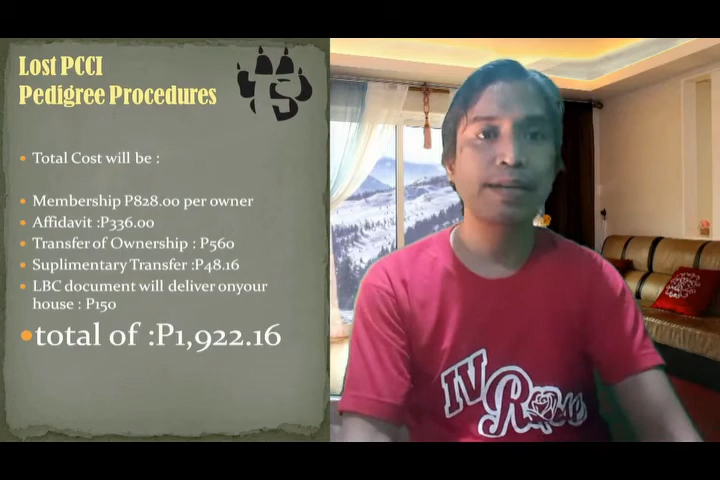 Lost PCCI
Pedigree Procedures
Total Cost will be :
Membership P828.00 per owner
Affidavit :P336.00
Transfer of Ownership : P560
Suplimentary Transfer :P48.16
LBC document will deliver onyour
house : P150
total of :P1,922.16
IV
Rose